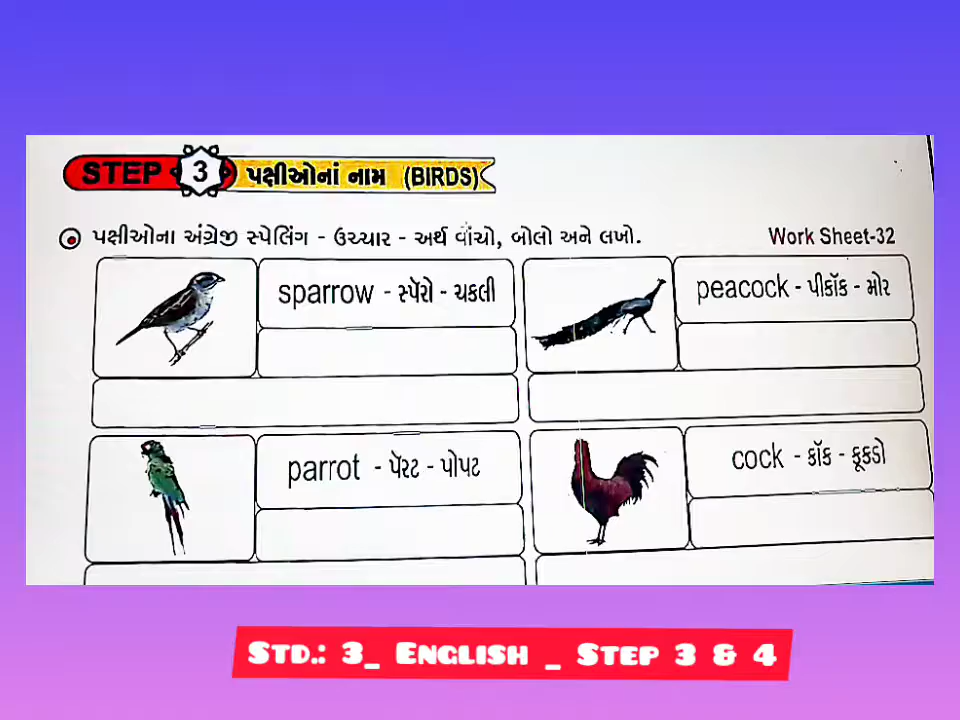 STEP 3 પક્ષીઓનાં નામ (BIRDS)
પક્ષીઓના અંગ્રેજી સ્પેલિંગ - ઉચ્ચાર - અર્થ વાંચો, બોલો અને લખો. Work Sheet-32
sparrow - સ્પૅરો - ચકલી
peacock - પીકૉક - મોર
parrot - પૅરટ - પોપટ
cock - કૉક - કૂકડો
Std.: 3_ English _ Step 3 & 4